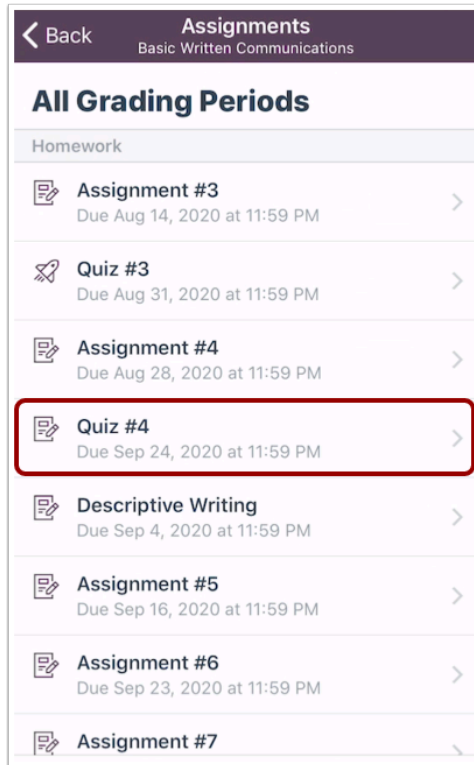 Back
Assignments
Basic Written Communications
All Grading Periods
Homework
Assignment #3
Due Aug 14, 2020 at 11:59 PM
Quiz #3
Due Aug 31, 2020 at 11:59 PM
Assignment #4
Due Aug 28, 2020 at 11:59 PM
Quiz #4
Due Sep 24, 2020 at 11:59 PM
Descriptive Writing
Due Sep 4, 2020 at 11:59 PM
Assignment #5
Due Sep 16, 2020 at 11:59 PM
Assignment #6
Due Sep 23, 2020 at 11:59 PM
Assignment #7